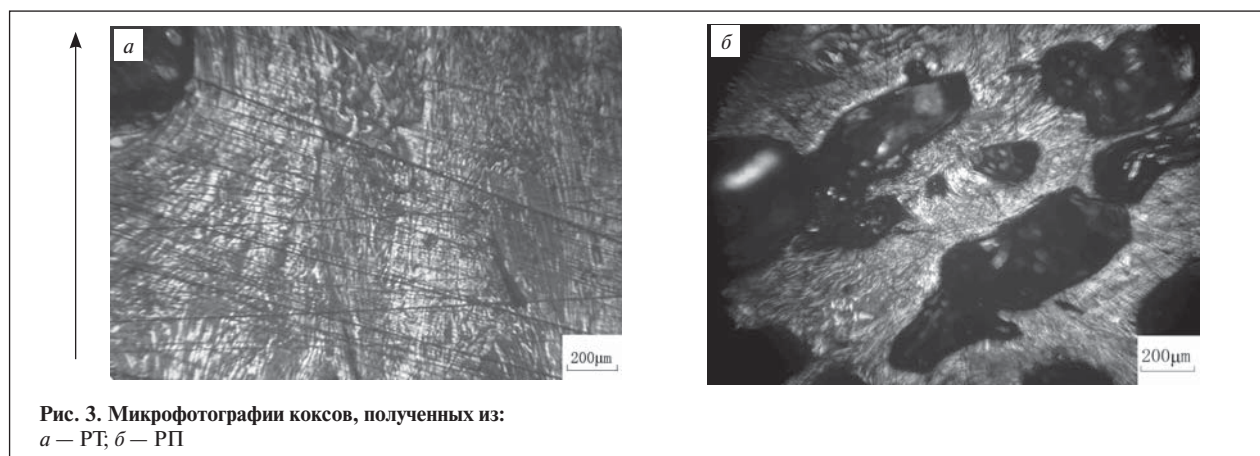 а
б
200μm
200μm
Рис. 3. Микрофотографии коксов, полученных из:
а — РТ; б — РП